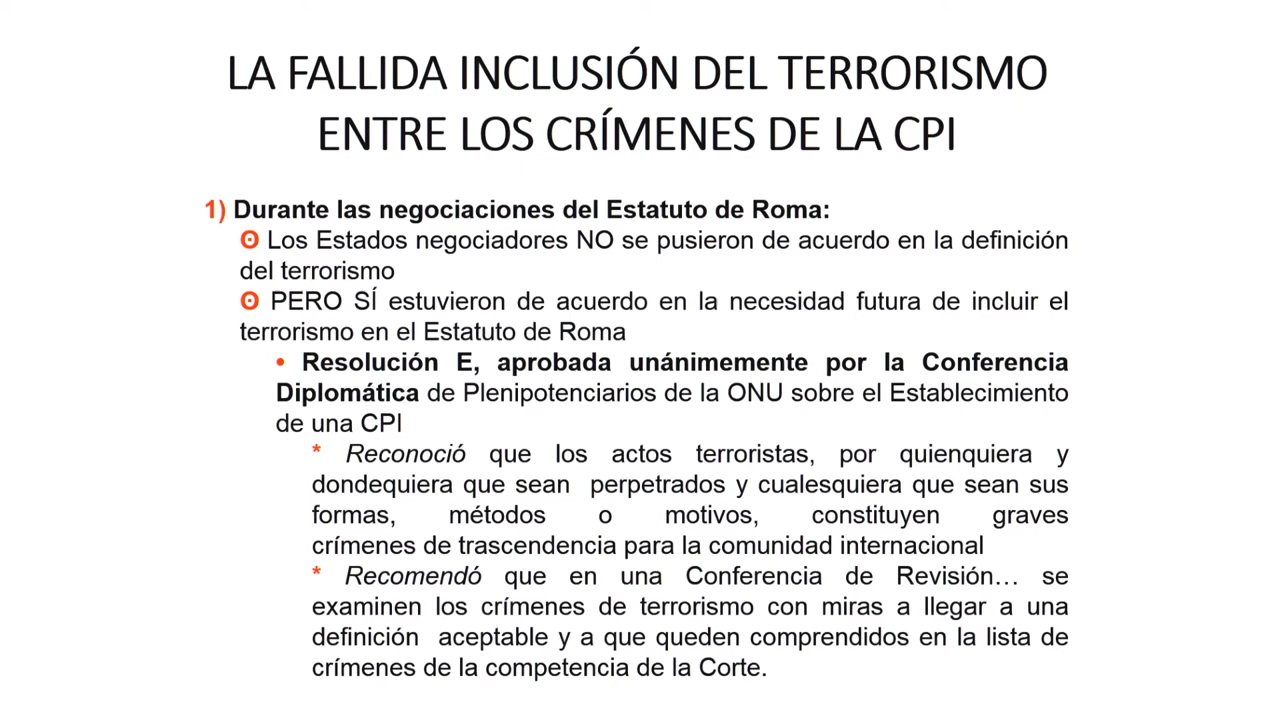 LA FALLIDA INCLUSIÓN DEL TERRORISMO
ENTRE LOS CRÍMENES DE LA CPI
1) Durante las negociaciones del Estatuto de Roma:
ʘ Los Estados negociadores NO se pusieron de acuerdo en la definición
del terrorismo
ʘ PERO SÍ estuvieron de acuerdo en la necesidad futura de incluir el
terrorismo en el Estatuto de Roma
• Resolución E, aprobada unánimemente por la Conferencia
Diplomática de Plenipotenciarios de la ONU sobre el Establecimiento
de una CPI
* Reconoció que los actos terroristas, por quienquiera y
dondequiera que sean perpetrados y cualesquiera que sean sus
formas, métodos o motivos, constituyen graves
crímenes de trascendencia para la comunidad internacional
* Recomendó que en una Conferencia de Revisión… se
examinen los crímenes de terrorismo con miras a llegar a una
definición aceptable y a que queden comprendidos en la lista de
crímenes de la competencia de la Corte.